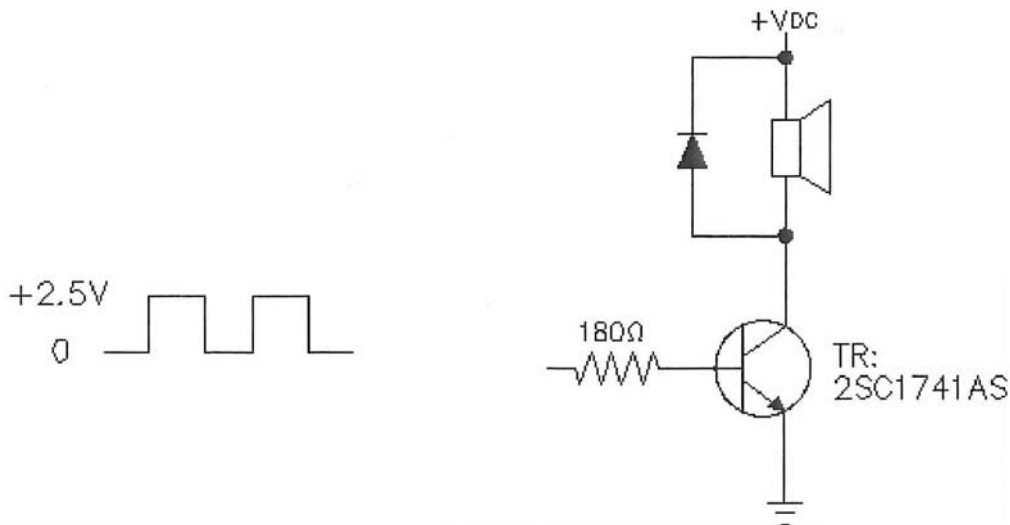 +VDC
+2.5V
0
180Ω
TR:
2SC1741AS